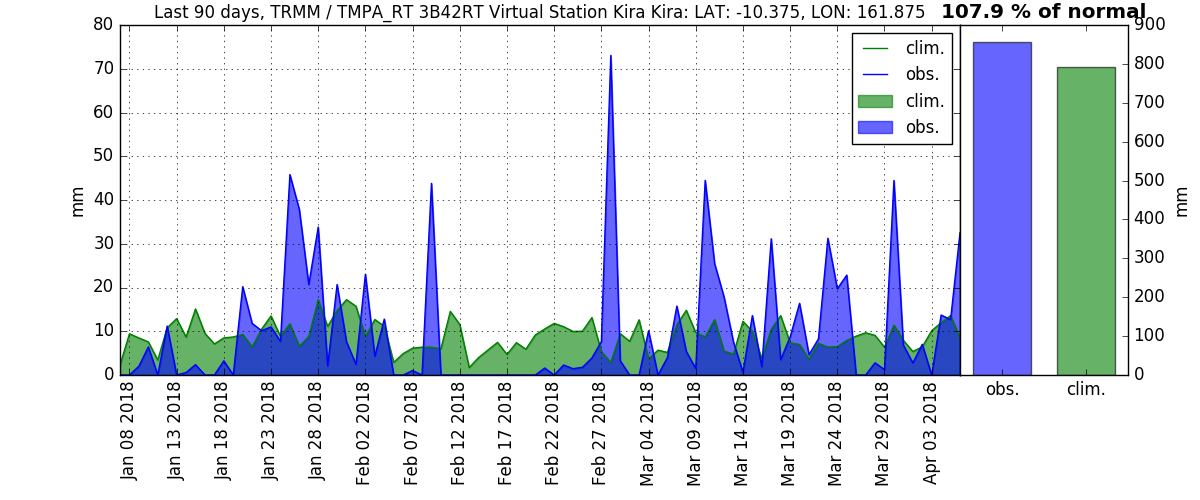 Last 90 days, TRMM / TMPA_RT 3B42RT Virtual Station Kira Kira: LAT: -10.375, LON: 161.875
107.9 % of normal
80
70
60
50
40
30
20
10
0
mm
clim.
obs.
clim.
obs.
Jan 08 2018
Jan 13 2018
Jan 18 2018
Jan 23 2018
Jan 28 2018
Feb 02 2018
Feb 07 2018
Feb 12 2018
Feb 17 2018
Feb 22 2018
Feb 27 2018
Mar 04 2018
Mar 09 2018
Mar 14 2018
Mar 19 2018
Mar 24 2018
Mar 29 2018
Apr 03 2018
obs.
clim.
900
800
700
600
500
400
300
200
100
0
mm